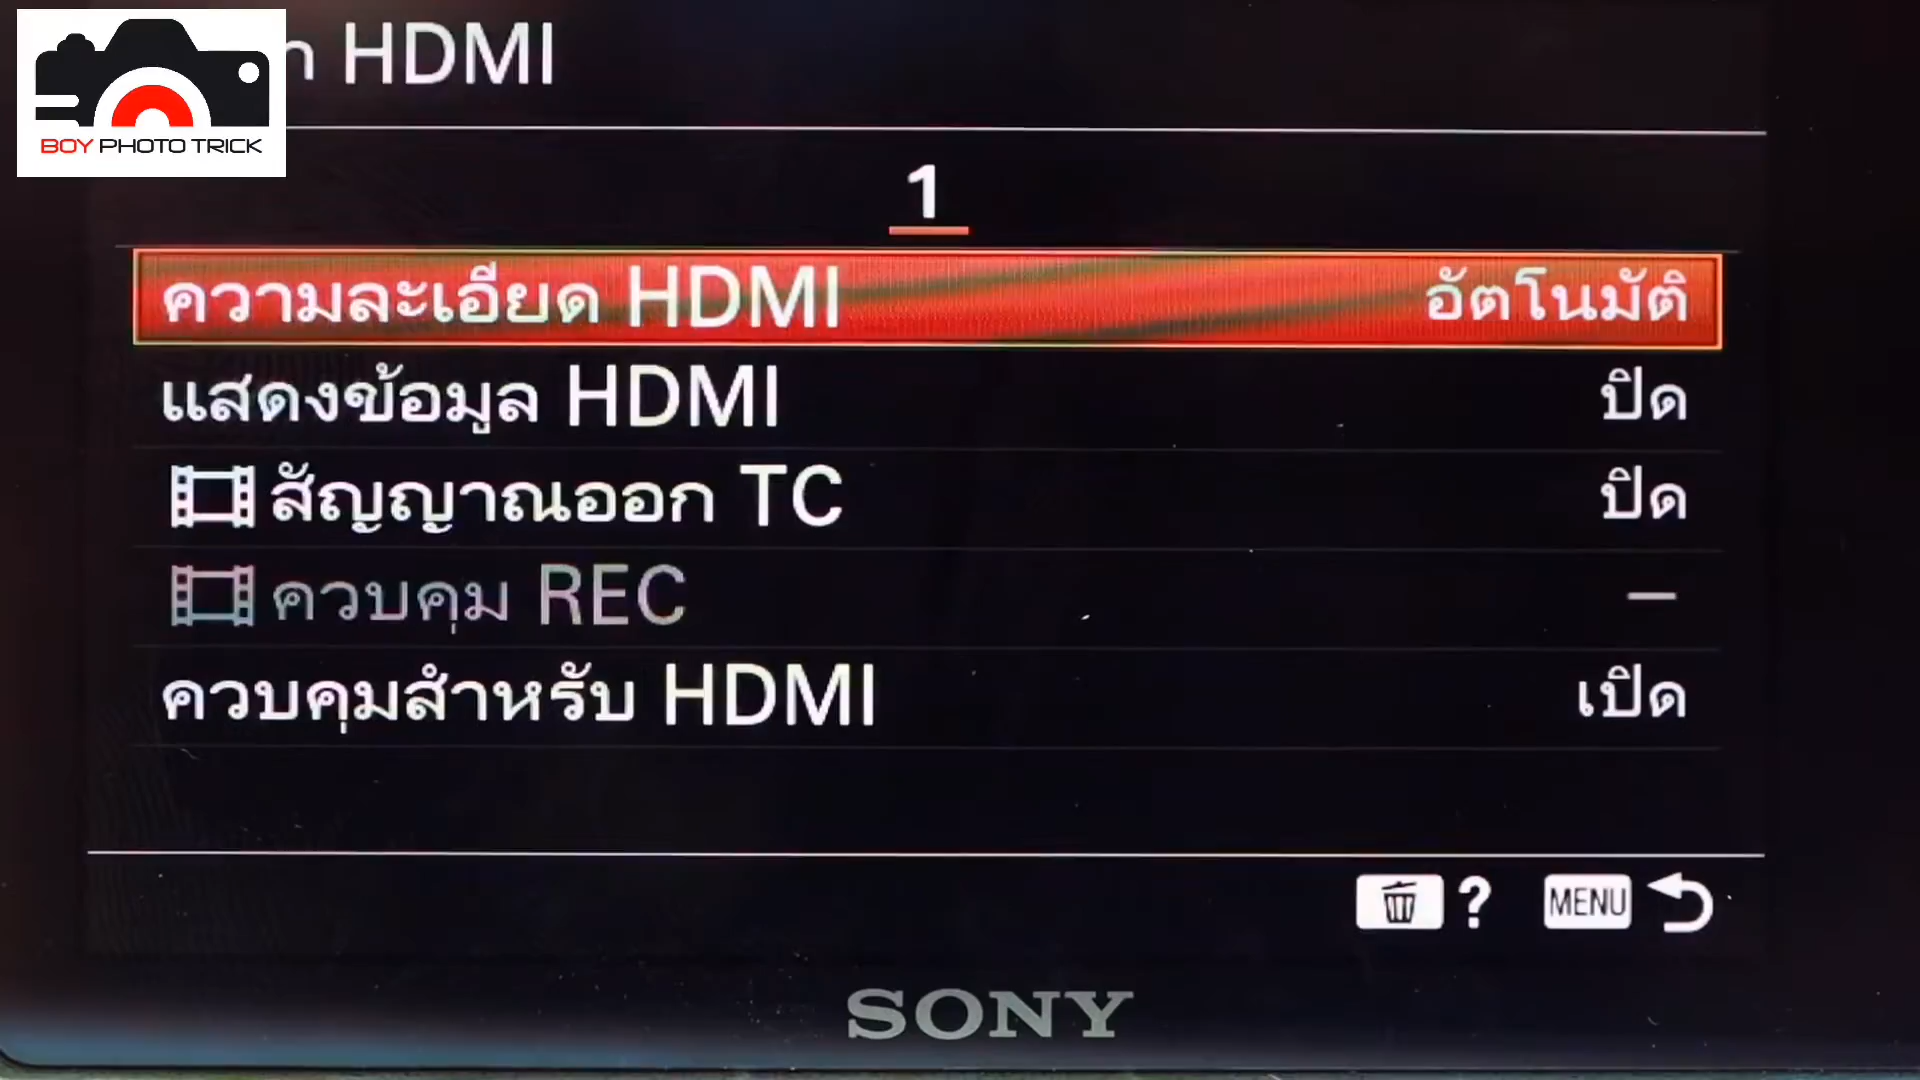 HDMI
BOY PHOTO TRICK
1
ความละเอียด HDMI อัตโนมัติ
แสดงข้อมูล HDMI ปิด
สัญญาณออก TC ปิด
ควบคุม REC –
ควบคุมสำหรับ HDMI เปิด
? MENU
SONY